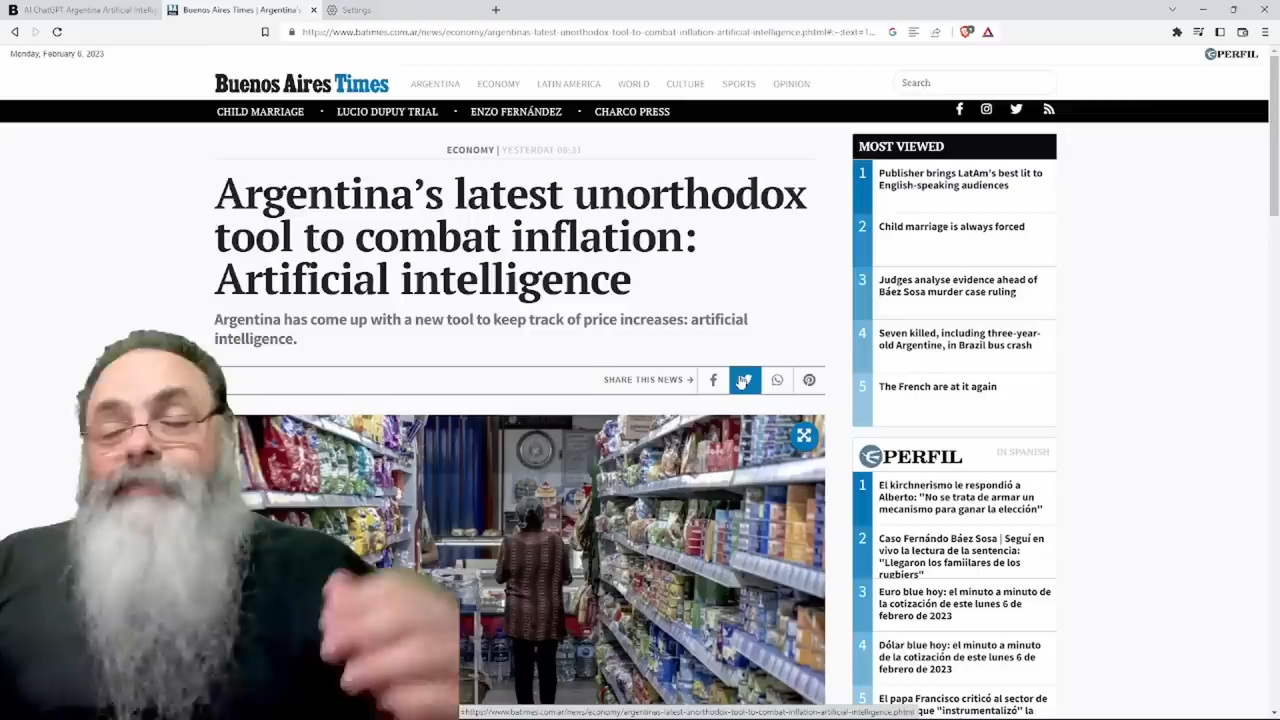 B AI ChatGPT Argentina Artificial Intellig
Buenos Aires Times | Argentina's
Settings
https://www.batimes.com.ar/news/economy/argentinas-latest-unorthodox-tool-to-combat-inflation-artificial-intelligence.phtml#:~:text=1...
Monday, February 6, 2023
PERFIL
Buenos Aires Times
ARGENTINA ECONOMY LATIN AMERICA WORLD CULTURE SPORTS OPINION
Search
CHILD MARRIAGE · LUCIO DUPUY TRIAL · ENZO FERNÁNDEZ · CHARCO PRESS
ECONOMY | YESTERDAY 08:31
Argentina's latest unorthodox
tool to combat inflation:
Artificial intelligence
Argentina has come up with a new tool to keep track of price increases: artificial
intelligence.
SHARE THIS NEWS
MOST VIEWED
1 Publisher brings LatAm's best lit to
English-speaking audiences
2 Child marriage is always forced
3 Judges analyse evidence ahead of
Báez Sosa murder case ruling
4 Seven killed, including three-year-
old Argentine, in Brazil bus crash
5 The French are at it again
PERFIL IN SPANISH
1 El kirchnerismo le respondió a
Alberto: "No se trata de armar un
mecanismo para ganar la elección"
2 Caso Fernándo Báez Sosa | Seguí en
vivo la lectura de la sentencia:
"Llegaron los familiares de los
rugbiers"
3 Euro blue hoy: el minuto a minuto de
la cotización de este lunes 6 de
febrero de 2023
4 Dólar blue hoy: el minuto a minuto
de la cotización de este lunes 6 de
febrero de 2023
5 El papa Francisco criticó al sector de
que "instrumentalizó" la
https://www.batimes.com.ar/news/economy/argentinas-latest-unorthodox-tool-to-combat-inflation-artificial-intelligence.phtml